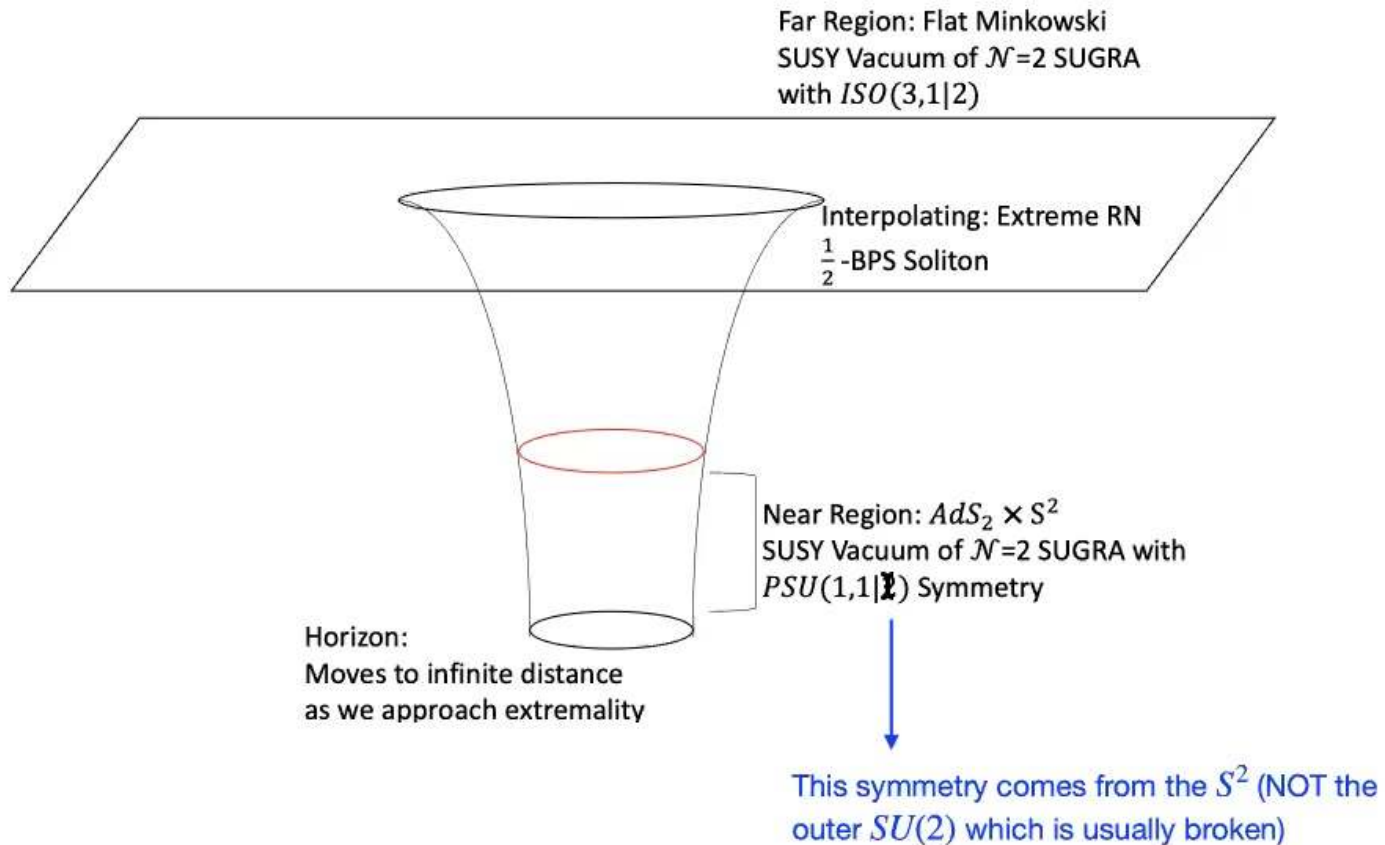 Far Region: Flat Minkowski
SUSY Vacuum of 𝒩=2 SUGRA
with ISO(3,1|2)
Interpolating: Extreme RN
1/2 -BPS Soliton
Near Region: AdS₂ × S²
SUSY Vacuum of 𝒩=2 SUGRA with
PSU(1,1|2) Symmetry
Horizon:
Moves to infinite distance
as we approach extremality
This symmetry comes from the S² (NOT the
outer SU(2) which is usually broken)